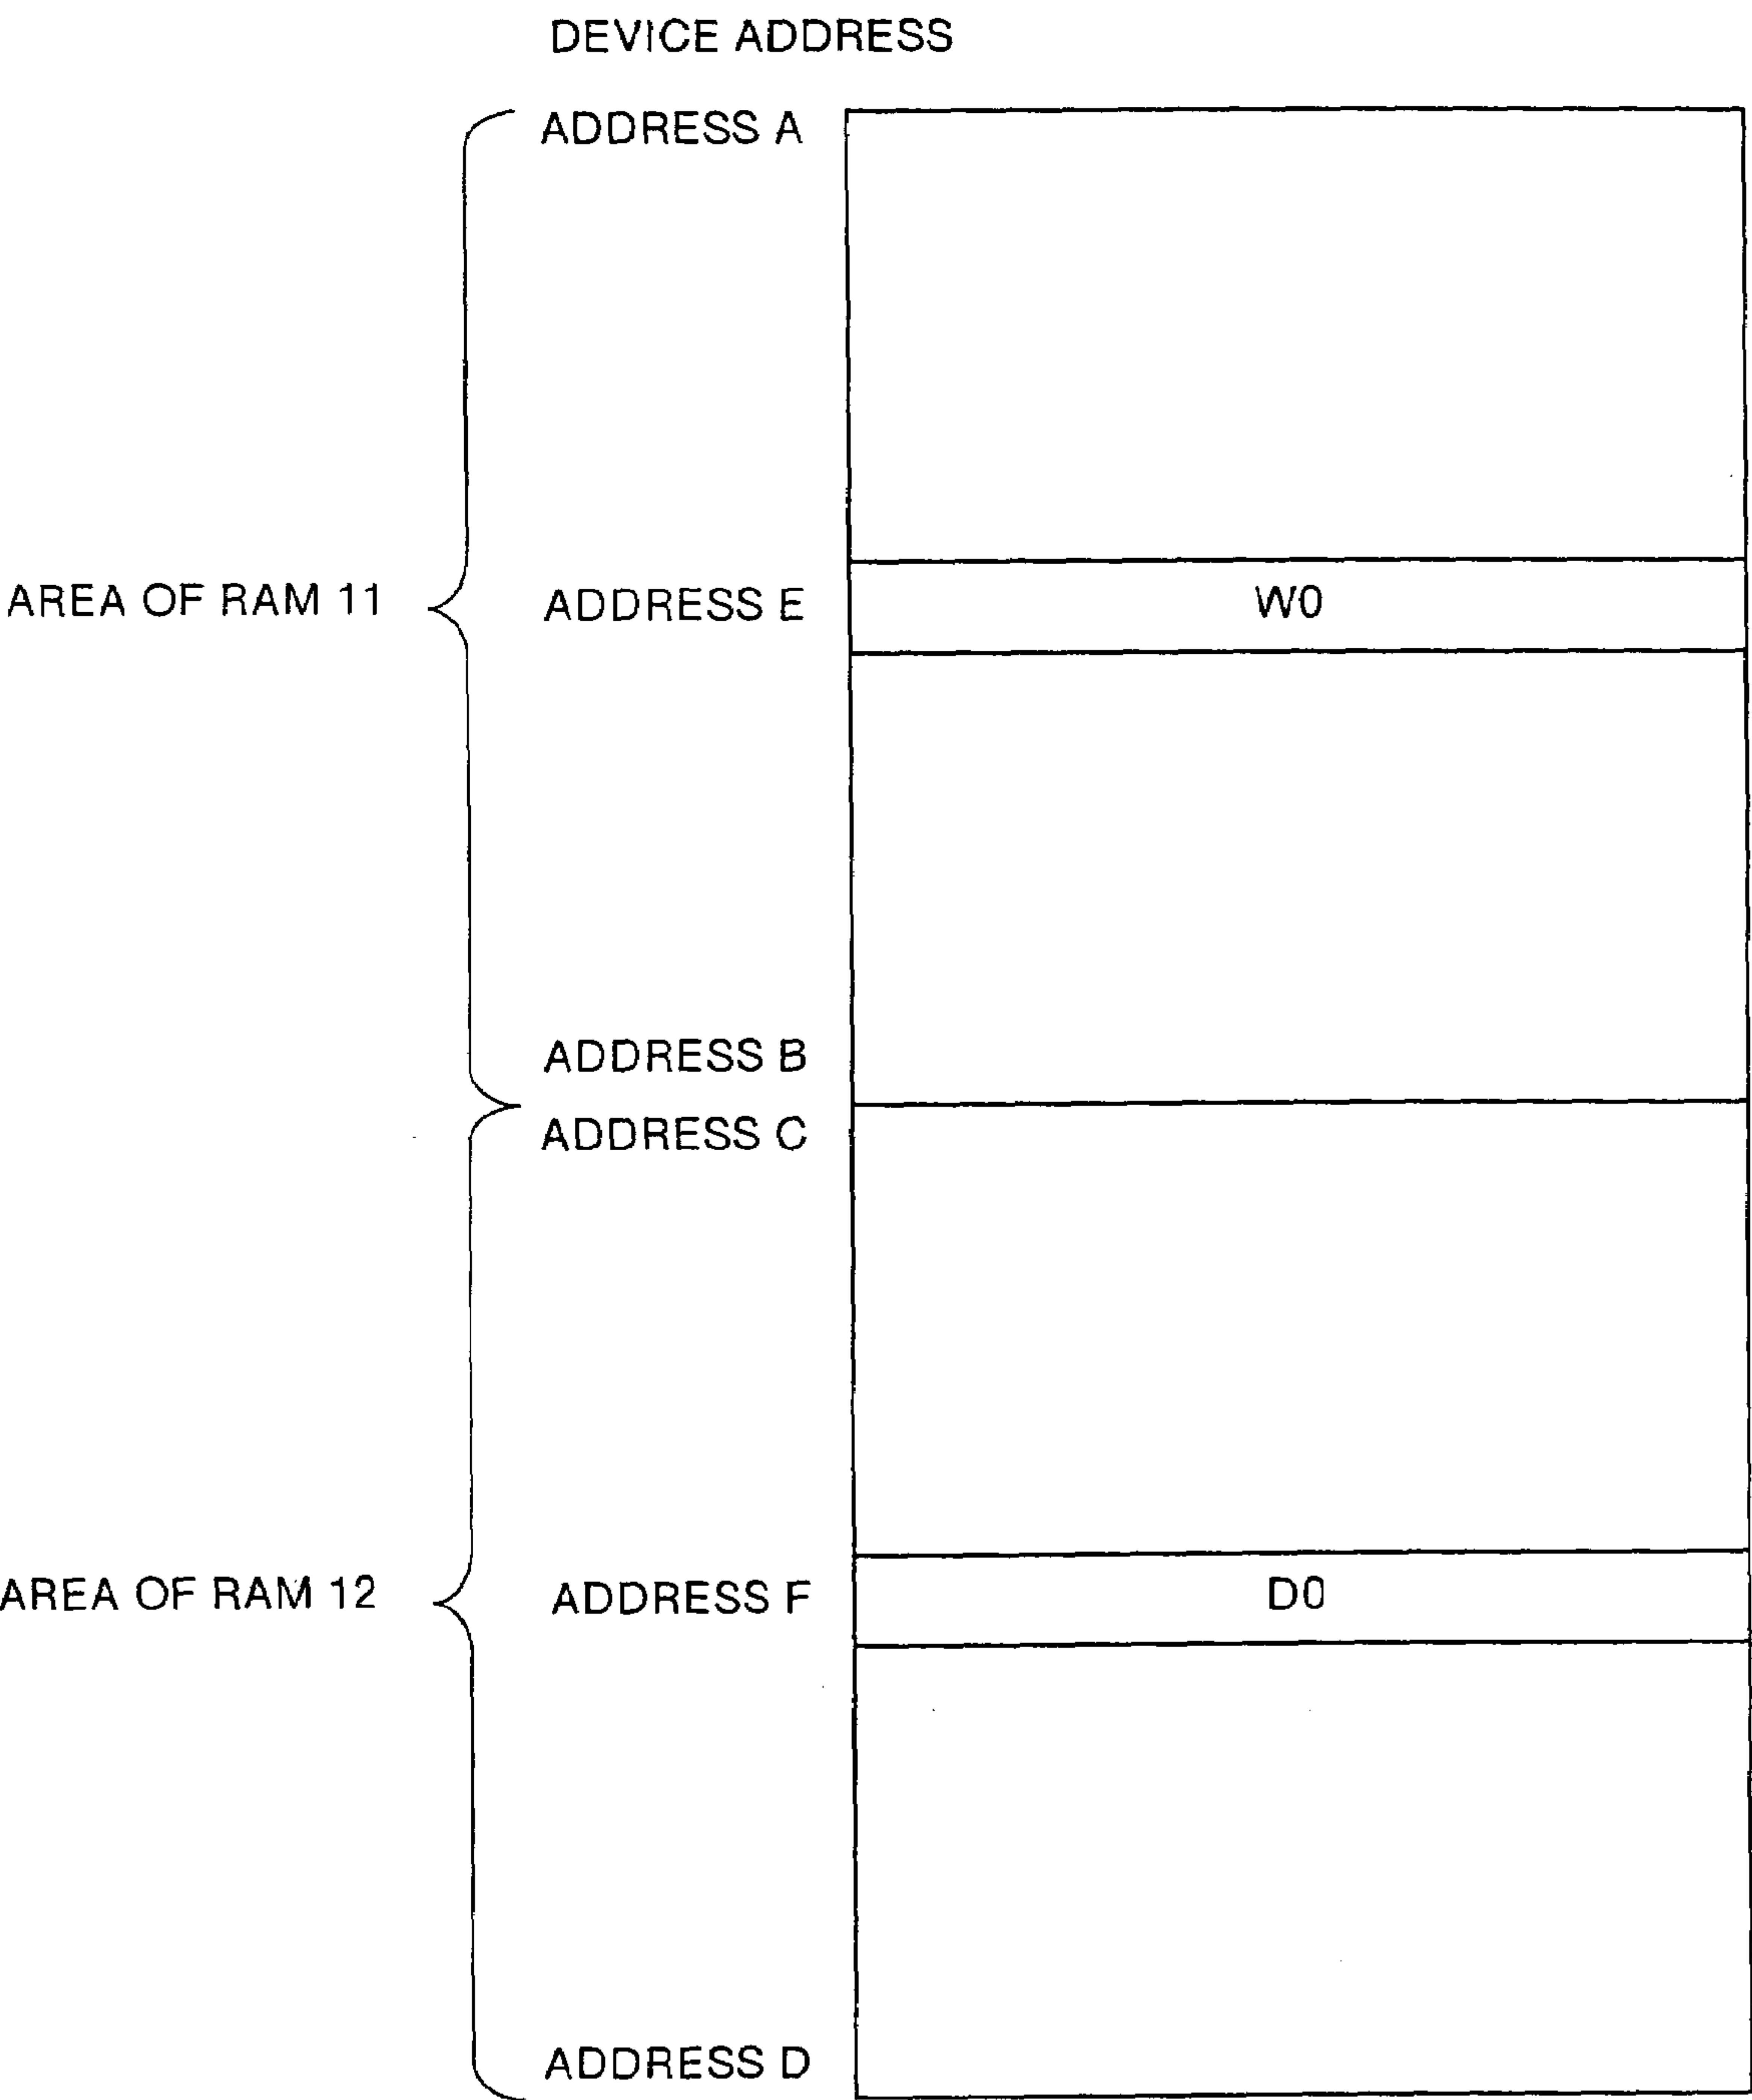 DEVICE ADDRESS
ADDRESS A
AREA OF RAM 11 ADDRESS E W0
ADDRESS B
ADDRESS C
AREA OF RAM 12 ADDRESS F D0
ADDRESS D